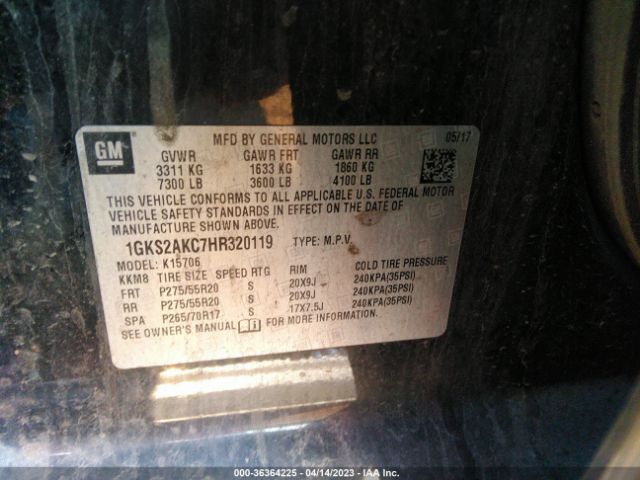 GM
MFD BY GENERAL MOTORS LLC 05/17
GVWR GAWR FRT GAWR RR
3311 KG 1633 KG 1860 KG
7300 LB 3600 LB 4100 LB
THIS VEHICLE CONFORMS TO ALL APPLICABLE U.S. FEDERAL MOTOR
VEHICLE SAFETY STANDARDS IN EFFECT ON THE DATE OF
MANUFACTURE SHOWN ABOVE.
1GKS2AKC7HR320119 TYPE: M.P.V.
MODEL: K15706
KKM8 TIRE SIZE SPEED RTG RIM COLD TIRE PRESSURE
FRT P275/55R20 S 20X9J 240KPA(35PSI)
RR P275/55R20 S 20X9J 240KPA(35PSI)
SPA P265/70R17 S 17X7.5J 240KPA(35PSI)
SEE OWNER'S MANUAL FOR MORE INFORMATION.
000-36364225 - 04/14/2023 - IAA Inc.